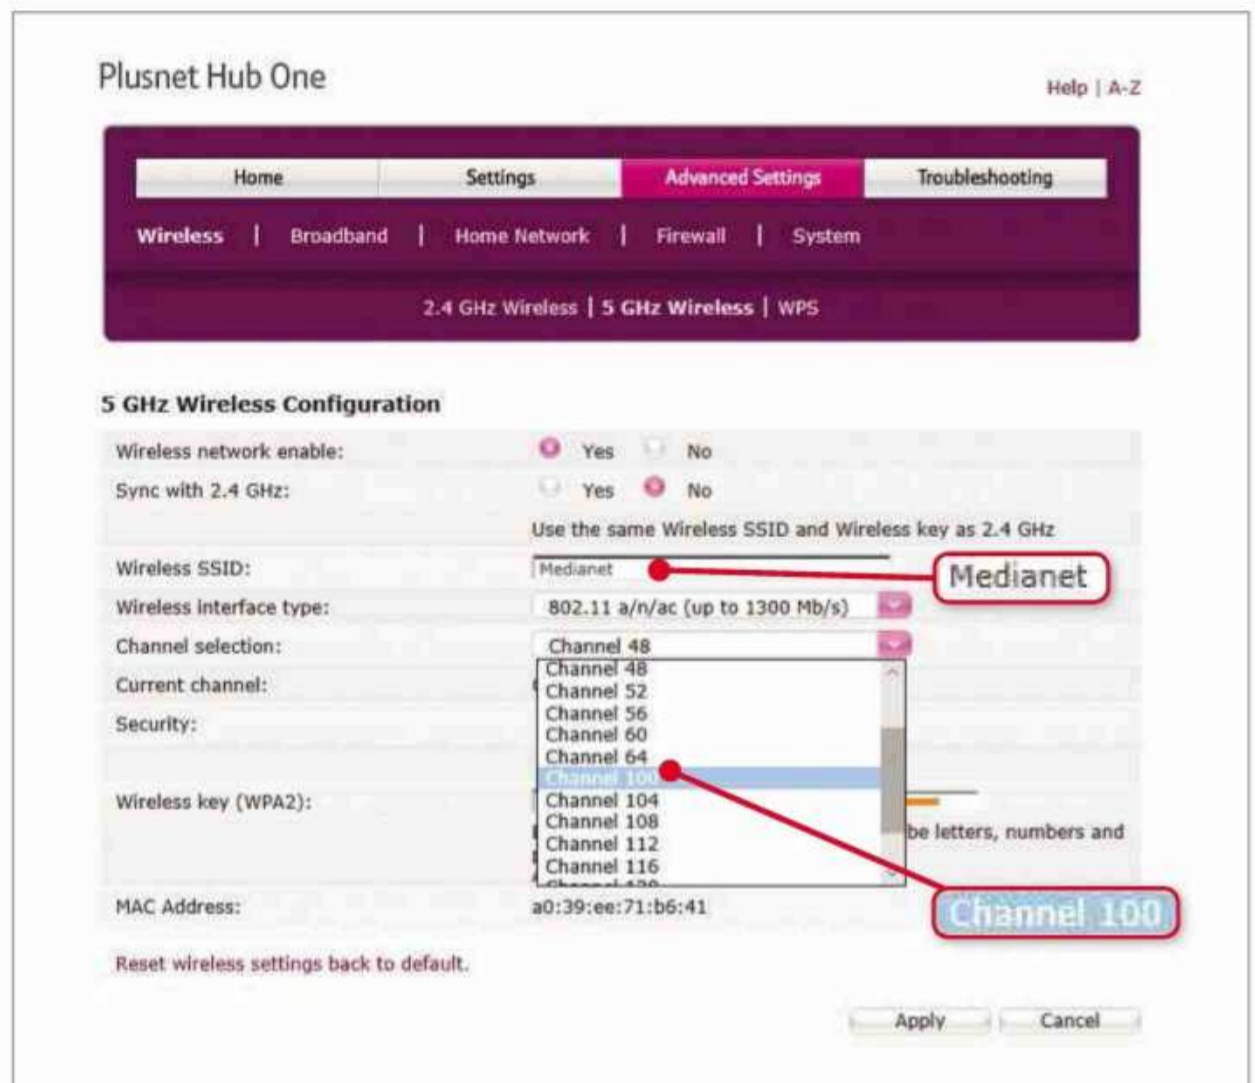 Plusnet Hub One
Help | A-Z
Home Settings Advanced Settings Troubleshooting
Wireless | Broadband | Home Network | Firewall | System
2.4 GHz Wireless | 5 GHz Wireless | WPS
5 GHz Wireless Configuration
Wireless network enable: Yes No
Sync with 2.4 GHz: Yes No
Use the same Wireless SSID and Wireless key as 2.4 GHz
Wireless SSID: Medianet Medianet
Wireless interface type: 802.11 a/n/ac (up to 1300 Mb/s)
Channel selection: Channel 48
Channel 48
Current channel: Channel 52
Channel 56
Security: Channel 60
Channel 64
Channel 100
Wireless key (WPA2): Channel 104
Channel 108
be letters, numbers and
Channel 112
Channel 116
MAC Address: a0:39:ee:71:b6:41
Channel 100
Reset wireless settings back to default.
Apply Cancel